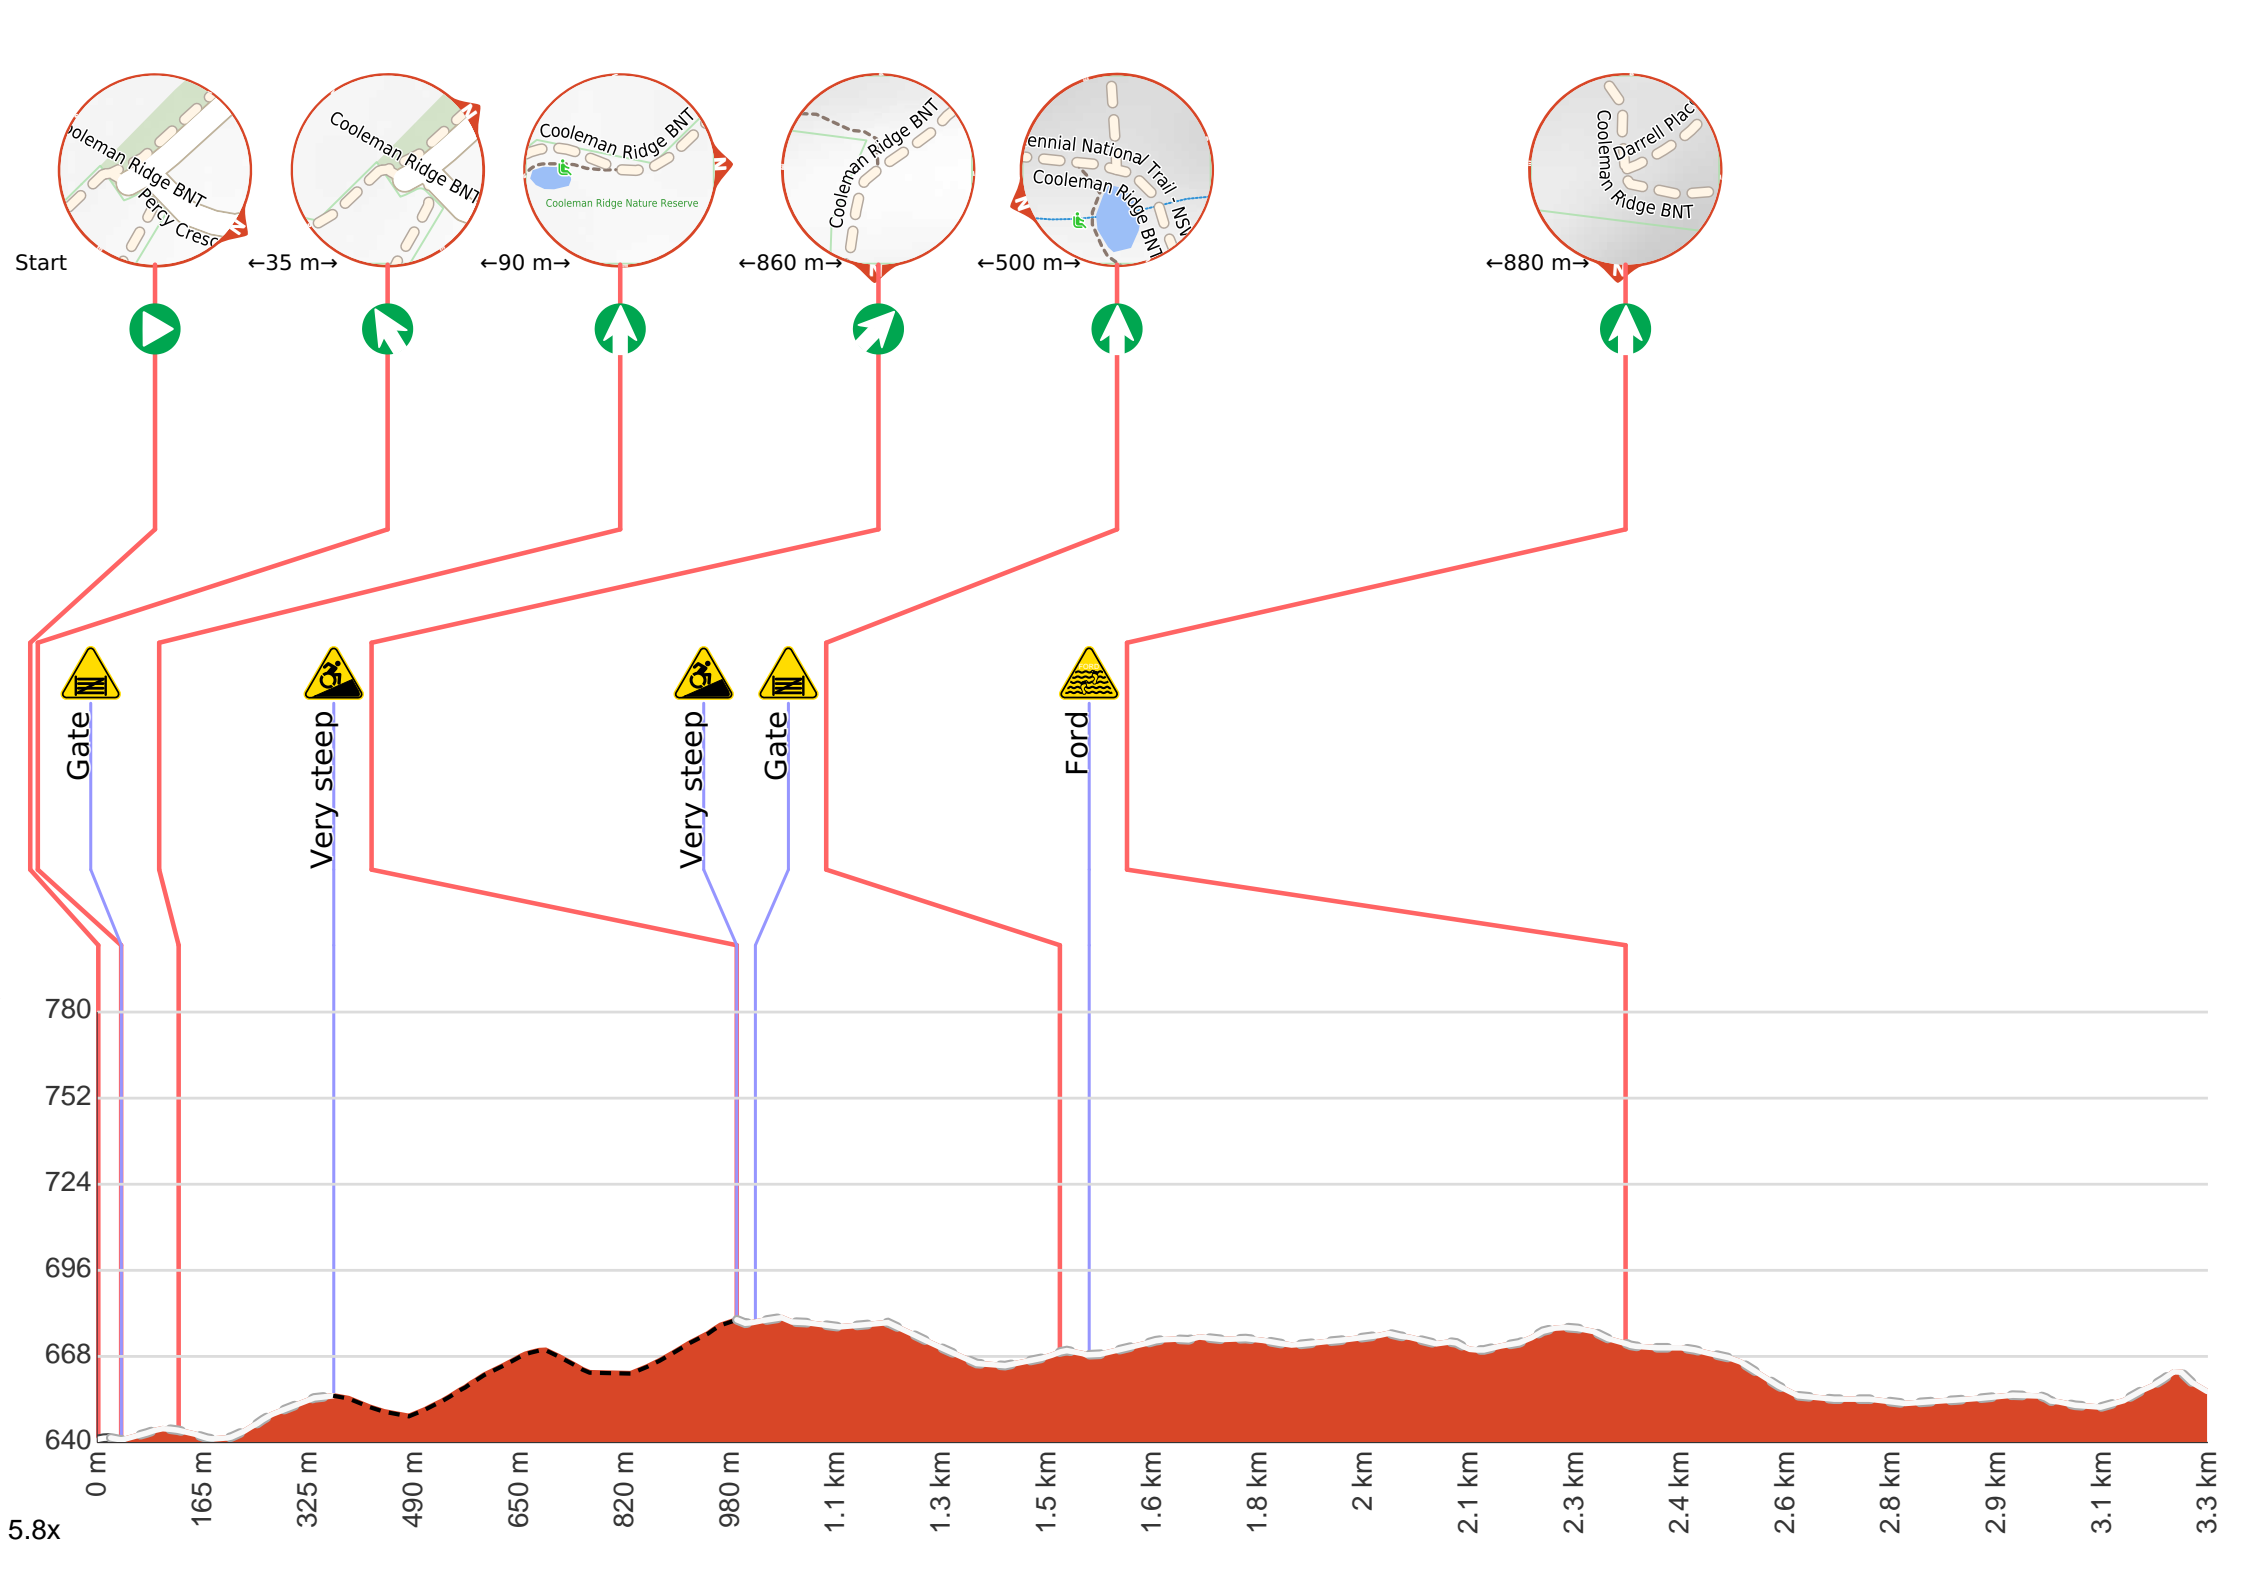 ooleman Ridge BNT
Percy Cresc
N
Cooleman Ridge BNT
N
Cooleman Ridge BNT
Cooleman Ridge Nature Reserve
N
Cooleman Ridge BNT
N
ennial National Trail - NSW
Cooleman Ridge BNT
N
Darrell Plac
Cooleman Ridge BNT
N
Start
←35 m→
←90 m→
←860 m→
←500 m→
←880 m→
Gate
Very steep
Very steep
Gate
Ford
780
752
724
696
668
640
0 m
165 m
325 m
490 m
650 m
820 m
980 m
1.1 km
1.3 km
1.5 km
1.6 km
1.8 km
2 km
2.1 km
2.3 km
2.4 km
2.6 km
2.8 km
2.9 km
3.1 km
3.3 km
5.8x